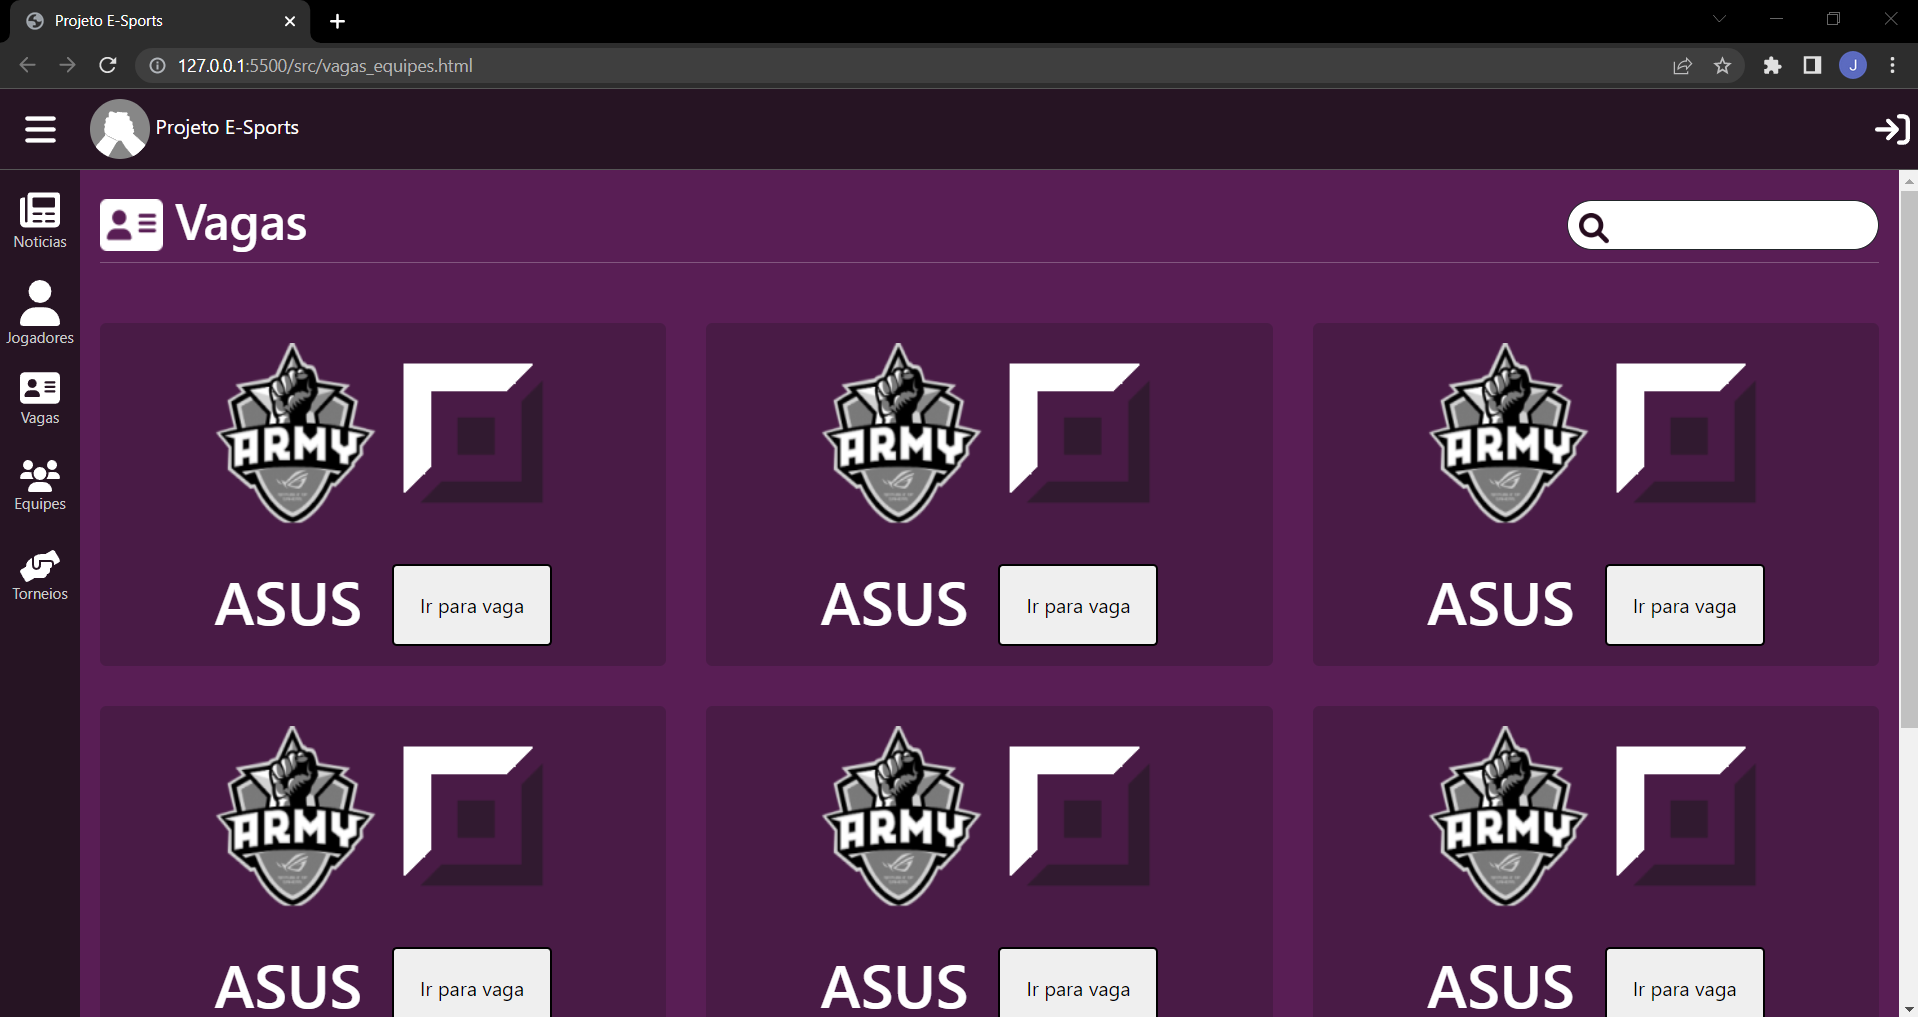 Projeto E-Sports
127.0.0.1:5500/src/vagas_equipes.html
J
Projeto E-Sports
Noticias
Jogadores
Vagas
Equipes
Torneios
Vagas
ARMY ARMY ARMY
ASUS Ir para vaga ASUS Ir para vaga ASUS Ir para vaga
ARMY ARMY ARMY
ASUS Ir para vaga ASUS Ir para vaga ASUS Ir para vaga